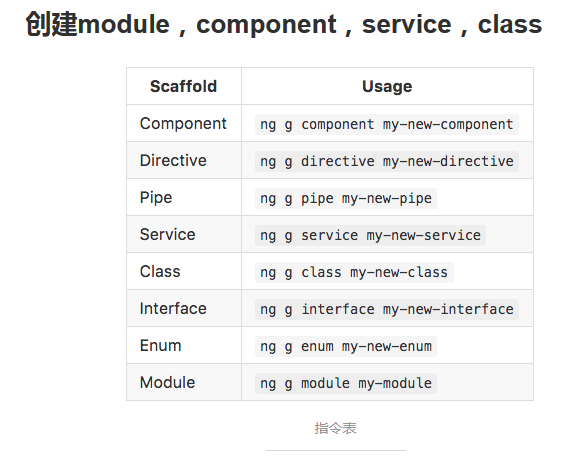 创建module，component，service，class
Scaffold Usage
Component ng g component my-new-component
Directive ng g directive my-new-directive
Pipe ng g pipe my-new-pipe
Service ng g service my-new-service
Class ng g class my-new-class
Interface ng g interface my-new-interface
Enum ng g enum my-new-enum
Module ng g module my-module
指令表